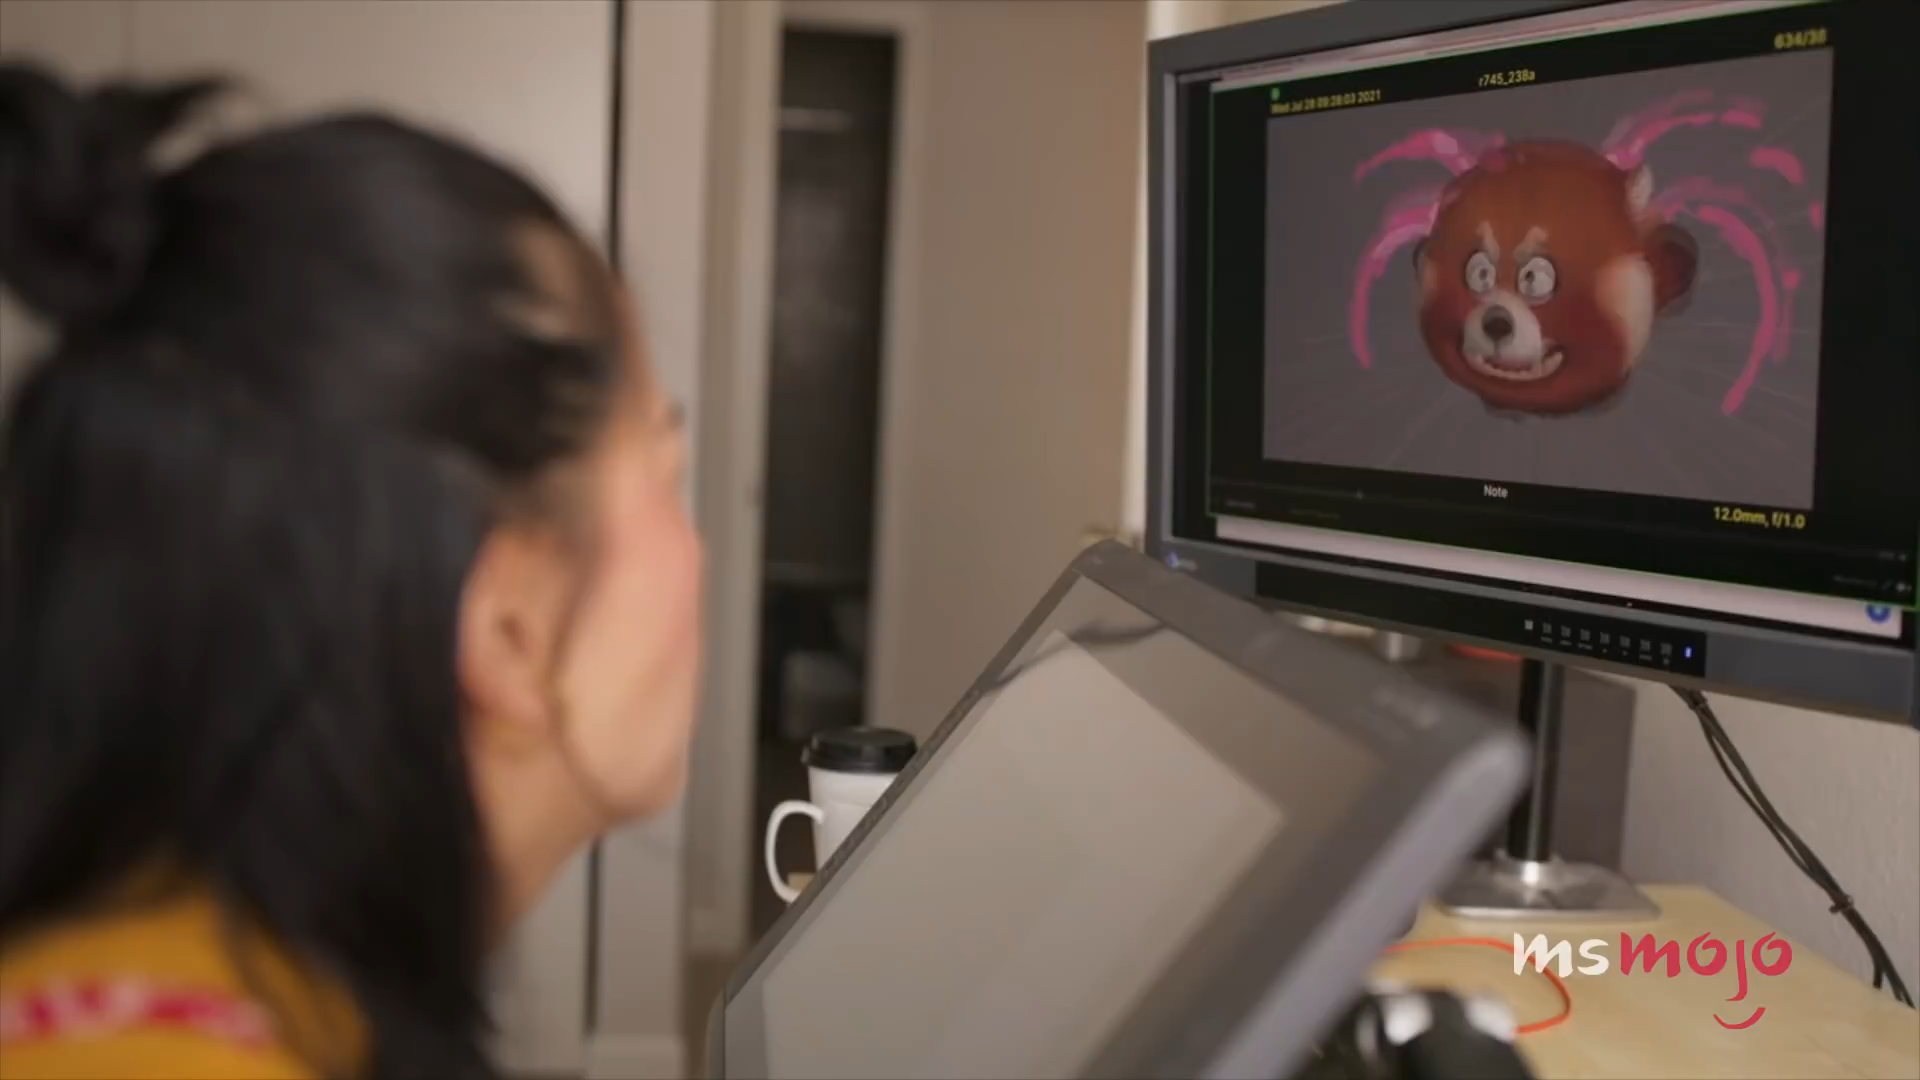 634/38
r745_238a
Wed Jul 28 09:28:03 2021
Note
12.0mm, f/1.0
msmojo